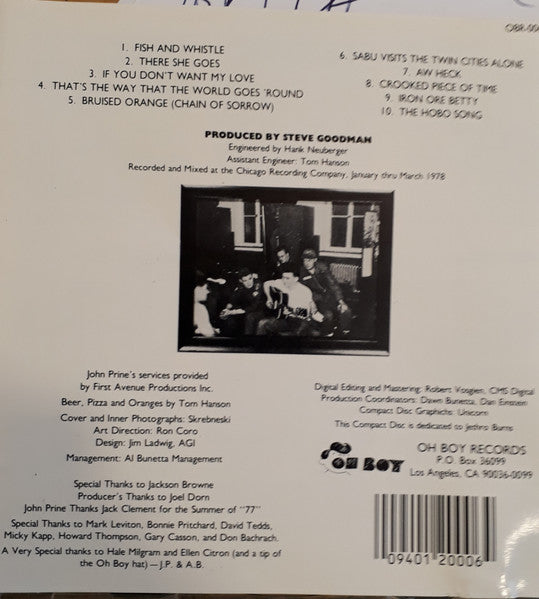 OBR-00
1. FISH AND WHISTLE
2. THERE SHE GOES
3. IF YOU DON'T WANT MY LOVE
4. THAT'S THE WAY THAT THE WORLD GOES 'ROUND
5. BRUISED ORANGE (CHAIN OF SORROW)
6. SABU VISITS THE TWIN CITIES ALONE
7. AW HECK
8. CROOKED PIECE OF TIME
9. IRON ORE BETTY
10. THE HOBO SONG
PRODUCED BY STEVE GOODMAN
Engineered by Hank Neuberger
Assistant Engineer: Tom Hanson
Recorded and Mixed at the Chicago Recording Company, January thru March 1978
John Prine's services provided
by First Avenue Productions Inc.
Beer, Pizza and Oranges by Tom Hanson
Cover and Inner Photographs: Skrebneski
Art Direction: Ron Coro
Design: Jim Ladwig, AGI
Management: Al Bunetta Management
Special Thanks to Jackson Browne
Producer's Thanks to Joel Dorn
John Prine Thanks Jack Clement for the Summer of "77"
Special Thanks to Mark Leviton, Bonnie Pritchard, David Tedds,
Micky Kapp, Howard Thompson, Gary Casson, and Don Bachrach.
A Very Special thanks to Hale Milgram and Ellen Citron (and a tip of
the Oh Boy hat)—J.P. & A.B.
Digital Editing and Mastering: Robert Vosgien, CMS Digital
Production Coordinators: Dawn Bunetta, Dan Einstein
Compact Disc Graphics: Unicorn
This Compact Disc is dedicated to Jethro Burns
OH BOY
OH BOY RECORDS
P.O. Box 36099
Los Angeles, CA 90036-0099
09401 20006